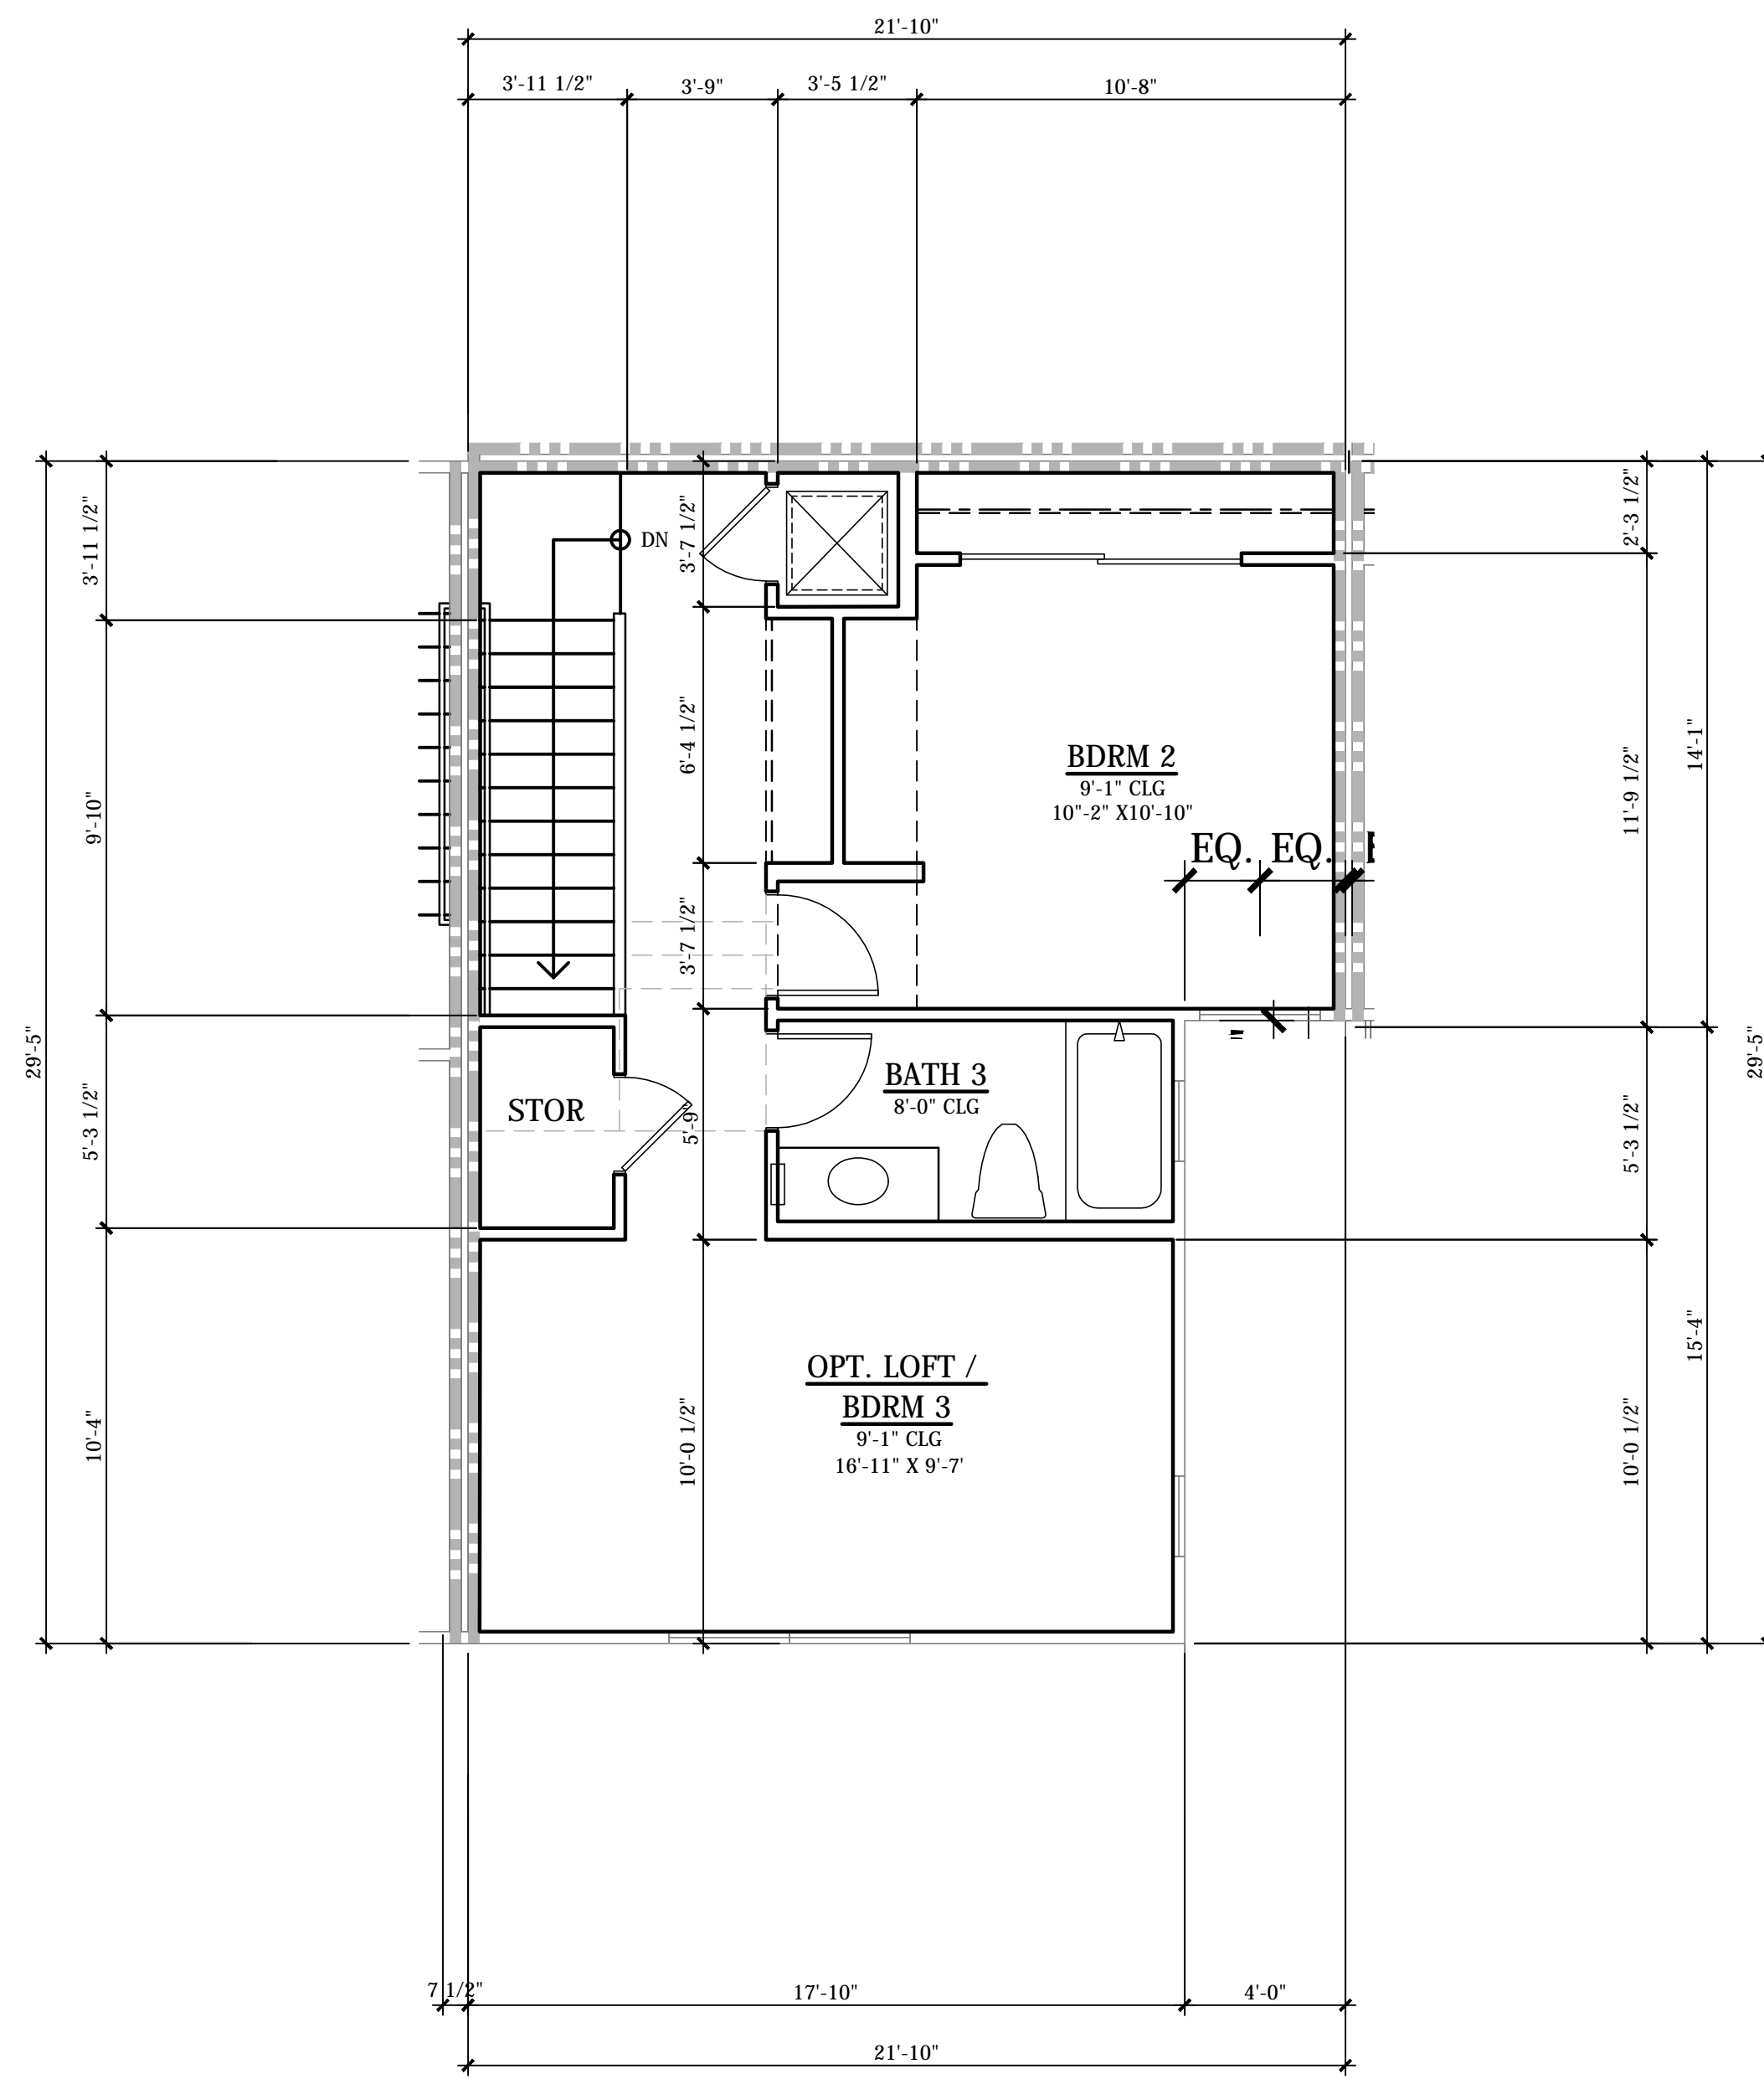 21'-10"
3'-11 1/2"
3'-9"
3'-5 1/2"
10'-8"
3'-11 1/2"
9'-10"
5'-3 1/2"
10'-4"
29'-5"
DN
3'-7 1/2"
6'-4 1/2"
3'-7 1/2"
5'-9"
10'-0 1/2"
BDRM 2
9'-1" CLG
10"-2" X10'-10"
EQ. EQ.
BATH 3
8'-0" CLG
STOR
OPT. LOFT /
BDRM 3
9'-1" CLG
16'-11" X 9'-7'
2'-3 1/2"
11'-9 1/2"
5'-3 1/2"
10'-0 1/2"
14'-1"
15'-4"
29'-5"
7 1/2"
17'-10"
4'-0"
21'-10"